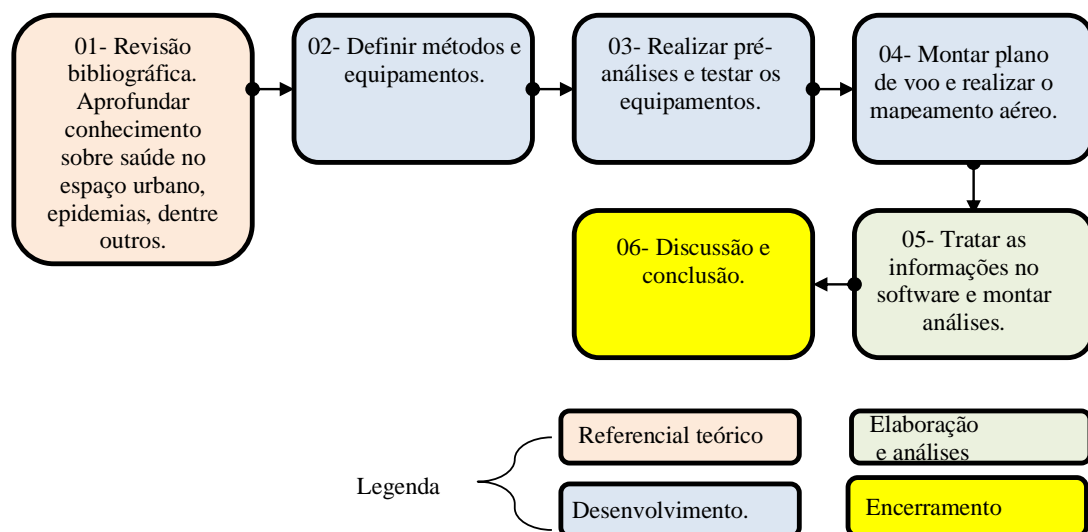 01- Revisão
bibliográfica.
Aprofundar
conhecimento
sobre saúde no
espaço urbano,
epidemias, dentre
outros.
02- Definir métodos e
equipamentos.
03- Realizar pré-
análises e testar os
equipamentos.
04- Montar plano
de voo e realizar o
mapeamento aéreo.
05- Tratar as
informações no
software e montar
análises.
06- Discussão e
conclusão.
Legenda
Referencial teórico
Elaboração
e análises
Desenvolvimento.
Encerramento